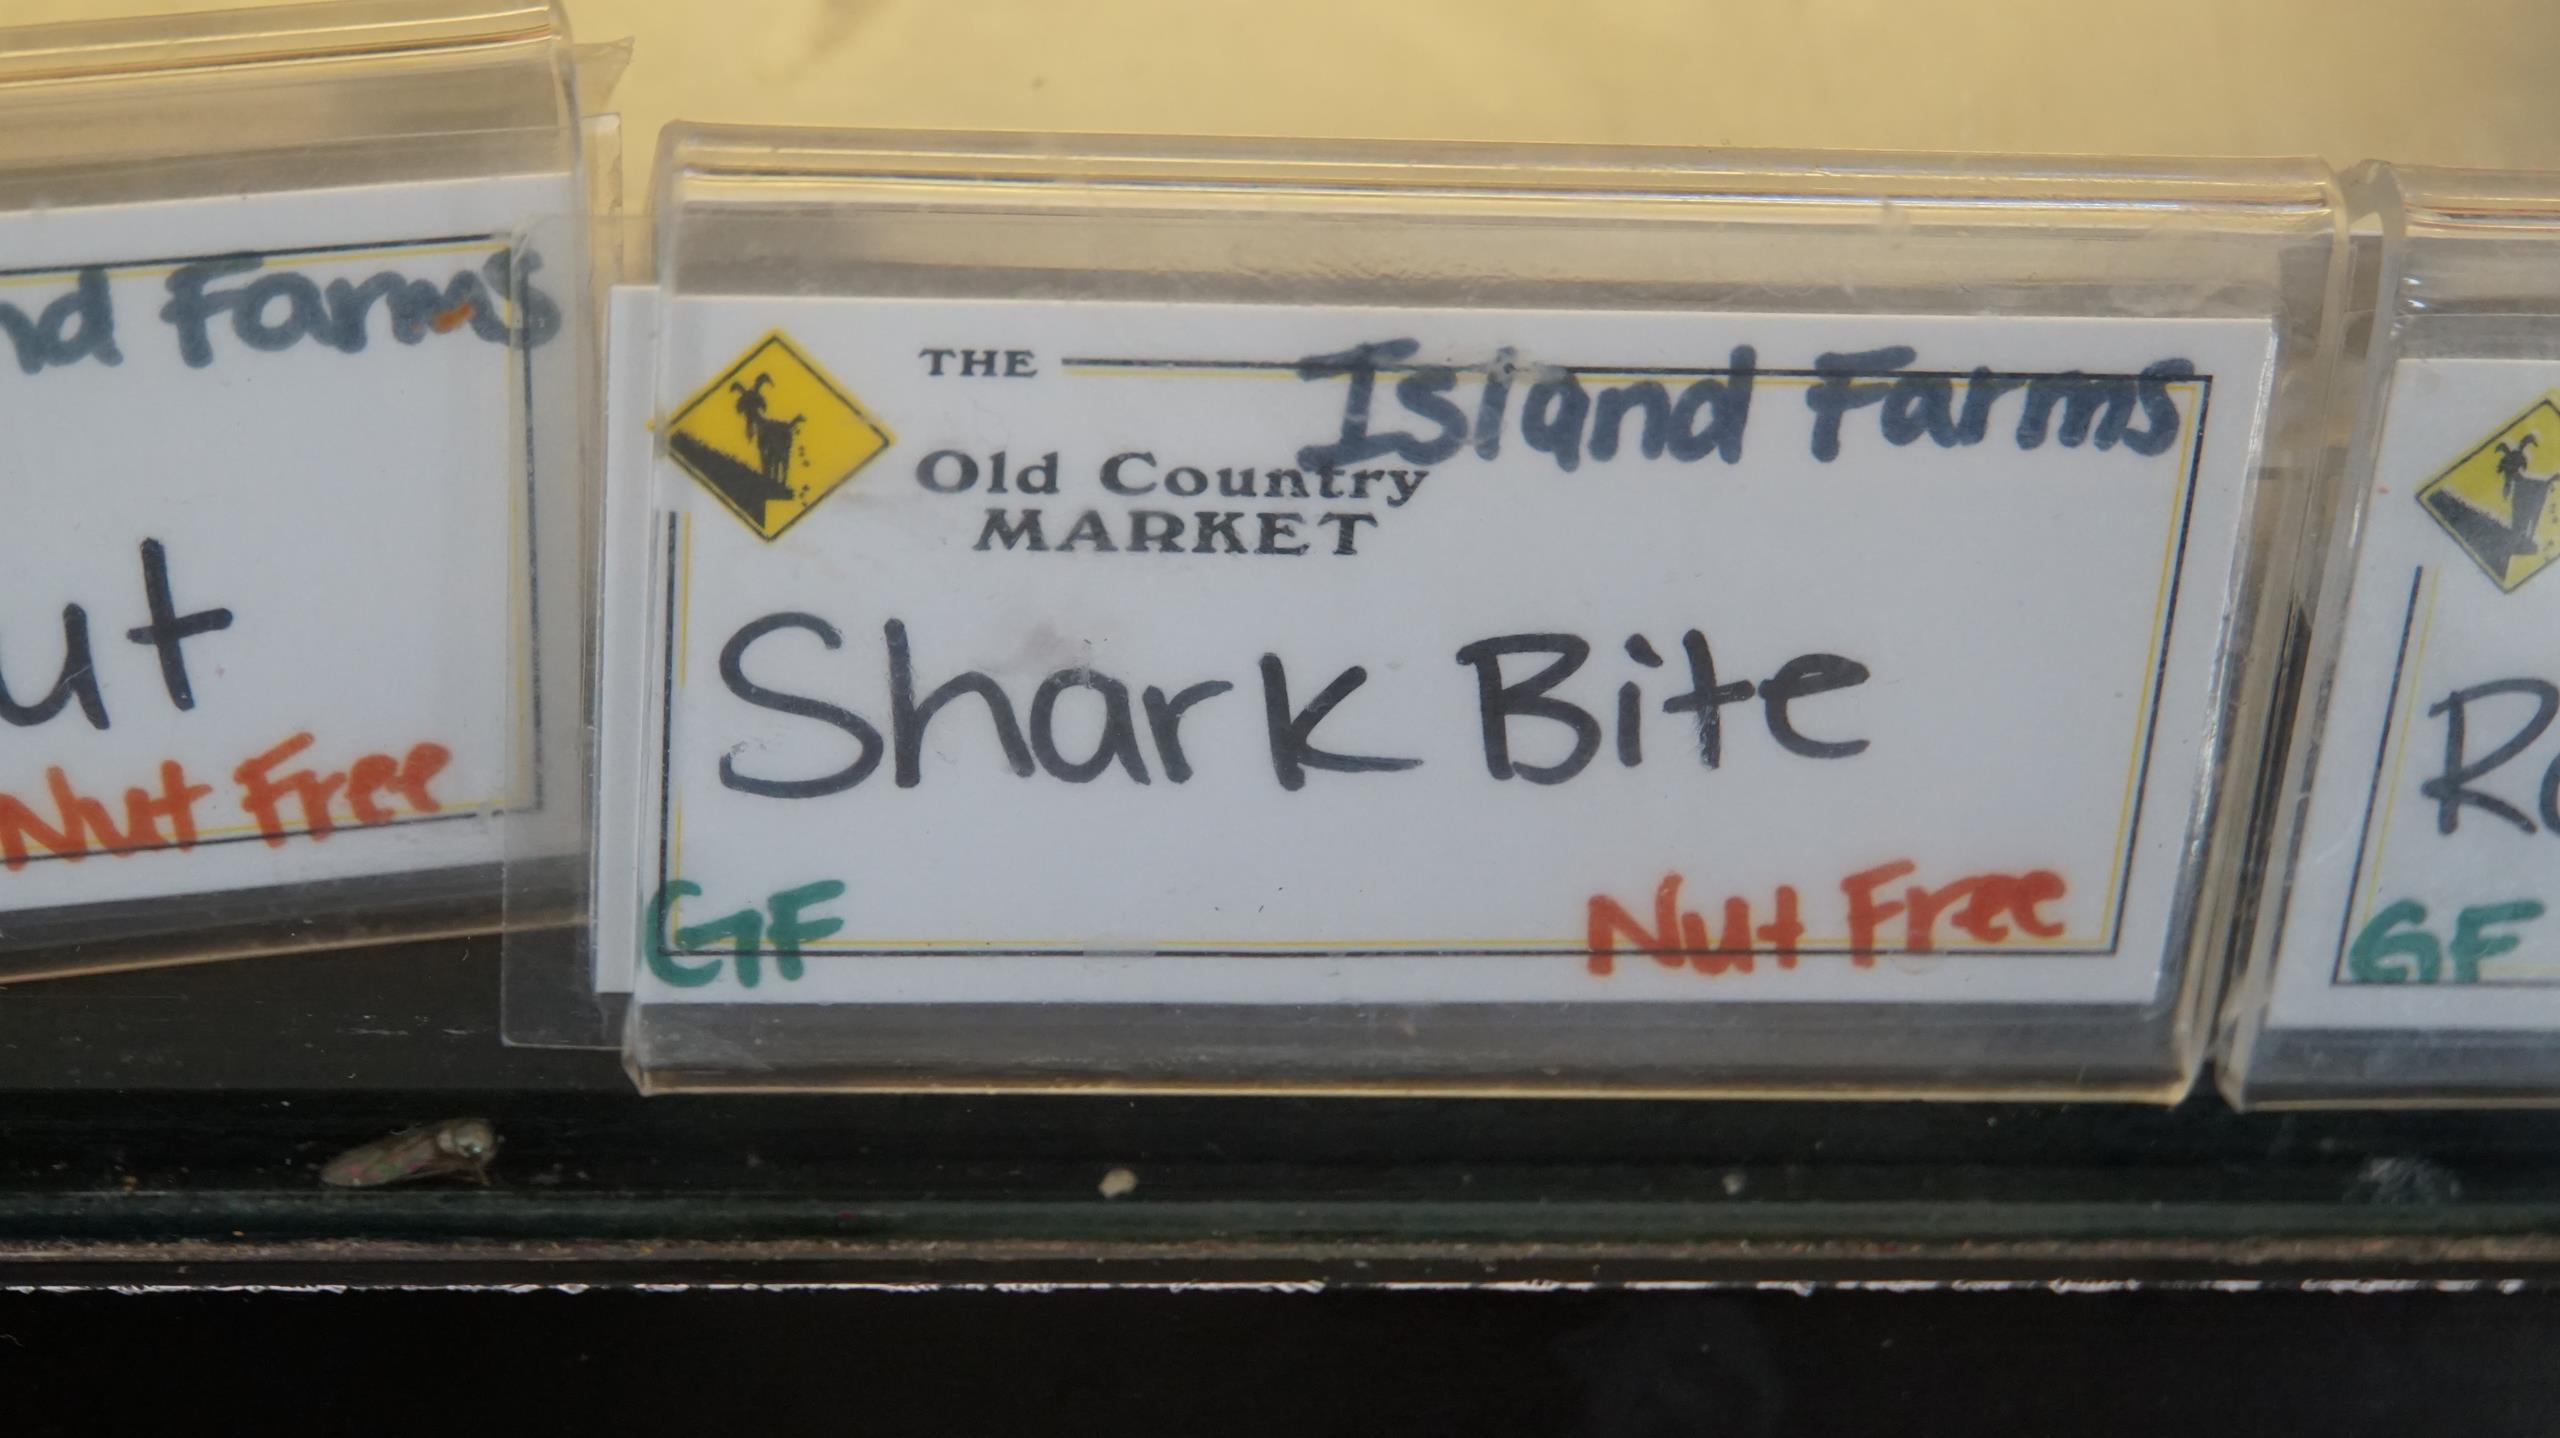 nd Farms
ut
Nut Free
THE
Island Farms
Old Country
MARKET
Shark Bite
GF
Nut Free
R
GF